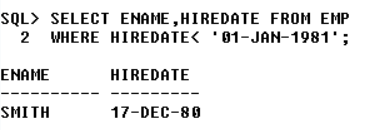 SQL> SELECT ENAME,HIREDATE FROM EMP
2 WHERE HIREDATE< '01-JAN-1981';
ENAME HIREDATE
---------- ---------
SMITH 17-DEC-80